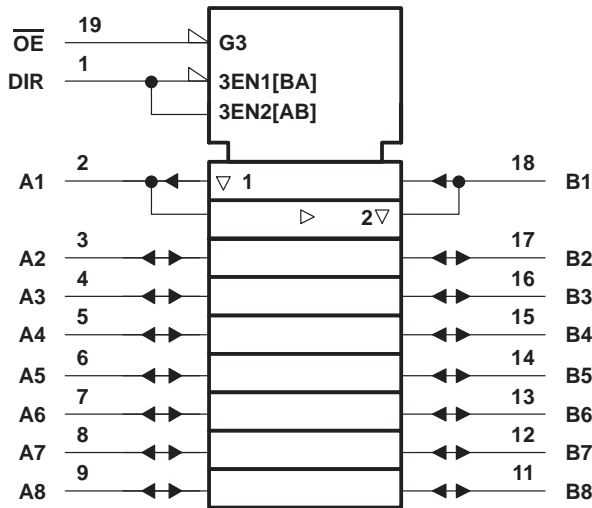 OE 19 G3
DIR 1 3EN1[BA]
3EN2[AB]
A1 2 1 18 B1
2
A2 3 17 B2
A3 4 16 B3
A4 5 15 B4
A5 6 14 B5
A6 7 13 B6
A7 8 12 B7
A8 9 11 B8